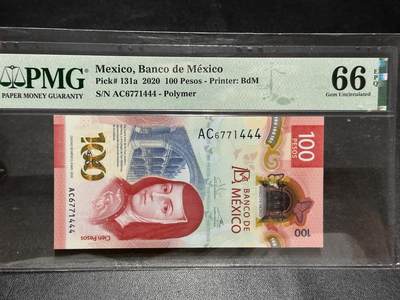 PMG
PAPER MONEY GUARANTY
Mexico, Banco de México
Pick# 131a 2020 100 Pesos - Printer: BdM
S/N AC6771444 - Polymer
66 EPQ
Gem Uncirculated
100
AC6771444
100
PESOS
BANCO DE
MÉXICO
AC6771444
Cien Pesos
100